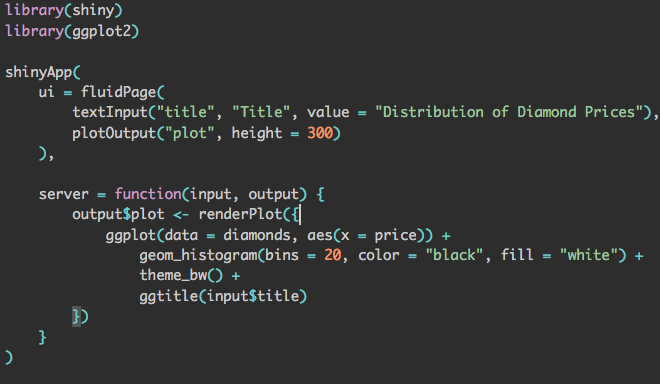 library(shiny)
library(ggplot2)

shinyApp(
    ui = fluidPage(
        textInput("title", "Title", value = "Distribution of Diamond Prices"),
        plotOutput("plot", height = 300)
    ),

    server = function(input, output) {
        output$plot <- renderPlot({
            ggplot(data = diamonds, aes(x = price)) +
                geom_histogram(bins = 20, color = "black", fill = "white") +
                theme_bw() +
                ggtitle(input$title)
        })
    }
)